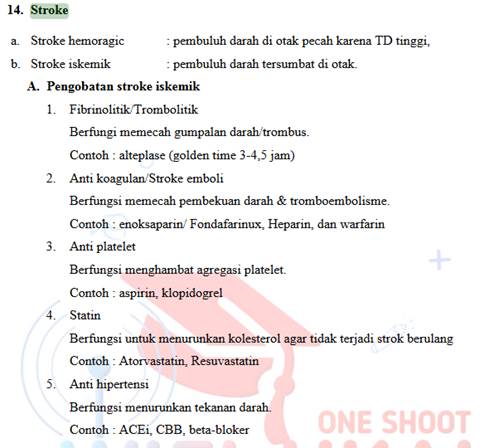 14. Stroke
a. Stroke hemoragic : pembuluh darah di otak pecah karena TD tinggi,
b. Stroke iskemik : pembuluh darah tersumbat di otak.
A. Pengobatan stroke iskemik
1. Fibrinolitik/Trombolitik
Berfungi memecah gumpalan darah/trombus.
Contoh : alteplase (golden time 3-4,5 jam)
2. Anti koagulan/Stroke emboli
Berfungsi memecah pembekuan darah & tromboembolisme.
Contoh : enoksaparin/ Fondafarinux, Heparin, dan warfarin
3. Anti platelet
Berfungsi menghambat agregasi platelet.
Contoh : aspirin, klopidogrel
4. Statin
Berfungsi untuk menurunkan kolesterol agar tidak terjadi strok berulang
Contoh : Atorvastatin, Resuvastatin
5. Anti hipertensi
Berfungsi menurunkan tekanan darah.
Contoh : ACEi, CBB, beta-bloker
ONE SHOOT